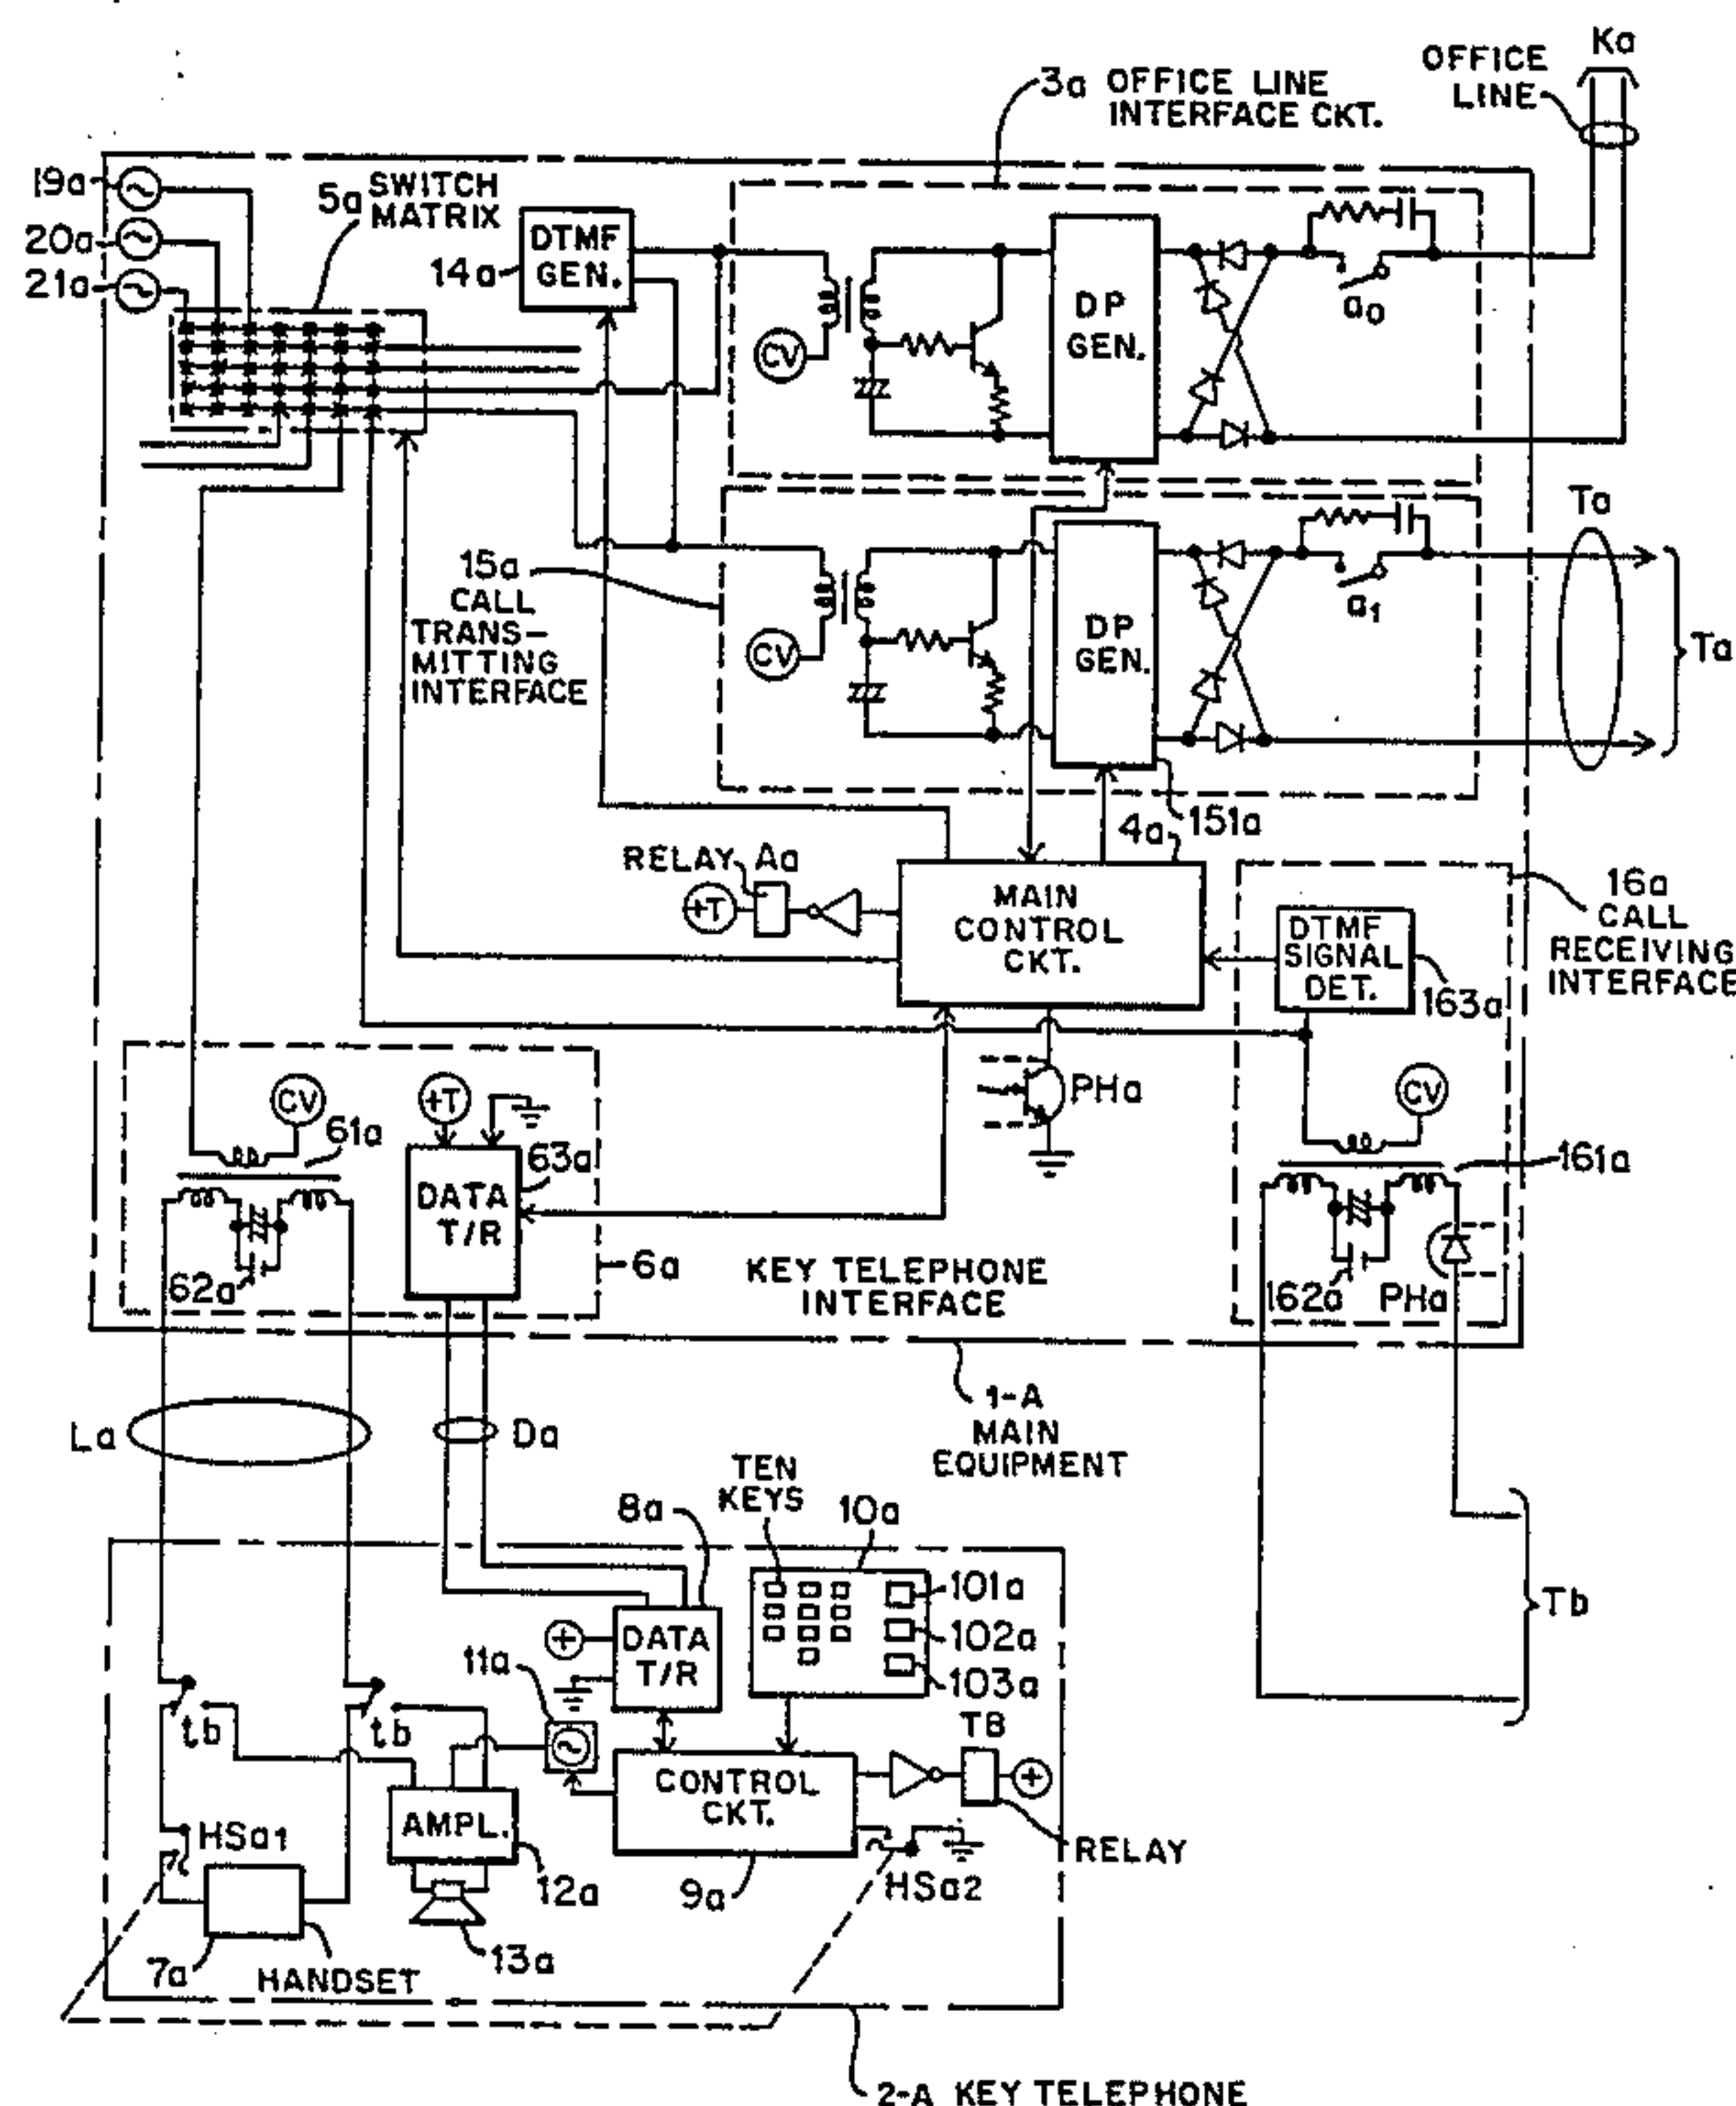 Ka
OFFICE
LINE
3a OFFICE LINE
INTERFACE CKT.
19a
20a
21a
5a SWITCH
MATRIX
14a
DTMF
GEN.
CV
DP
GEN.
a0
Ta
15a
CALL
TRANS-
MITTING
INTERFACE
CV
DP
GEN.
a1
Ta
151a
4a
RELAY Aa
+T
MAIN
CONTROL
CKT.
DTMF
SIGNAL
DET.
163a
16a
CALL
RECEIVING
INTERFACE
PHa
CV
61a
62a
+T
63a
DATA
T/R
6a
KEY TELEPHONE
INTERFACE
CV
161a
162a
PHa
1-A
MAIN
EQUIPMENT
La
Da
TEN
KEYS
8a
10a
101a
102a
103a
Tb
DATA
T/R
11a
tb
tb
TB
CONTROL
CKT.
RELAY
HSa1
AMPL.
12a
9a
HSa2
7a
HANDSET
13a
2-A KEY TELEPHONE